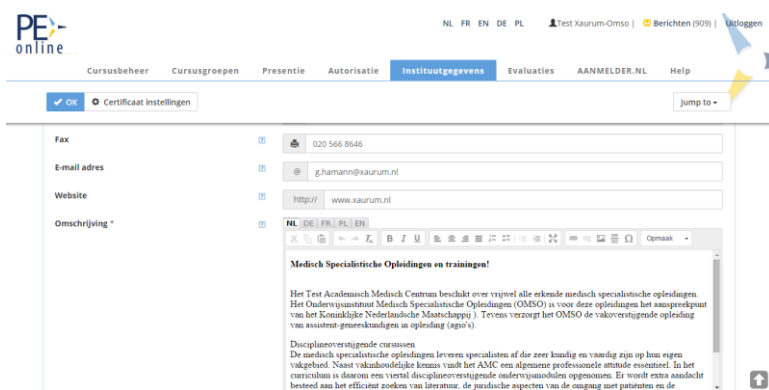 PE
online
NL FR EN DE PL Test Xaurum-Omso | Berichten (909) | Uitloggen
Cursusbeheer Cursusgroepen Presentie Autorisatie Instituutgegevens Evaluaties AANMELDER.NL Help
OK Certificaat instellingen Jump to
Fax ? 020 566 8646
E-mail adres ? @ g.hamann@xaurum.nl
Website ? http:// www.xaurum.nl
Omschrijving * ? NL DE FR PL EN
B I U Ω Opmaak
Medisch Specialistische Opleidingen en trainingen!
Het Test Academisch Medisch Centrum beschikt over vrijwel alle erkende medisch specialistische opleidingen.
Het Onderwijsinstituut Medisch Specialistische Opleidingen (OMSO) is voor deze opleidingen het aanspreekpunt
van het Koninklijke Nederlandsche Maatschappij ). Tevens verzorgt het OMSO de vakoverstijgende opleiding
van assistent-geneeskundigen in opleiding (agio's).
Disciplineoverstijgende cursussen
De medisch specialistische opleidingen leveren specialisten af die zeer kundig en vaardig zijn op hun eigen
vakgebied. Naast vakinhoudelijke kennis vindt het AMC een algemene professionele attitude essentieel. In het
curriculum is daarom een viertal disciplineoverstijgende onderwijsmodulen opgenomen. Er wordt extra aandacht
besteed aan het efficiënt zoeken van literatuur, de juridische aspecten van de omgang met patiënten en de